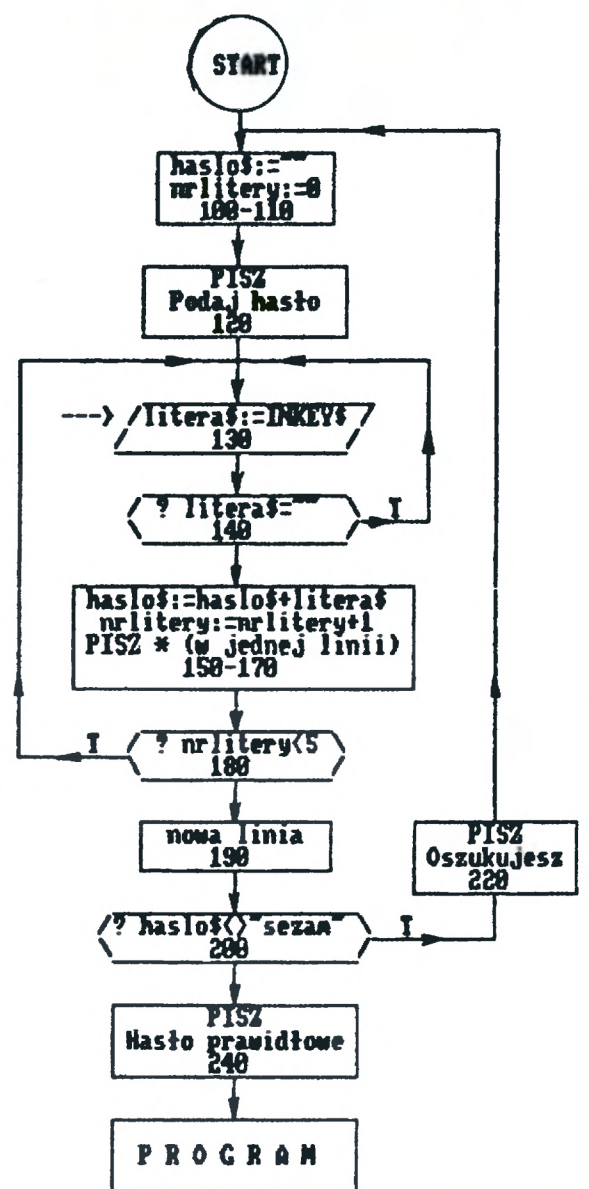 START
haslo$:=""
nrlitery:=0
100-110
PISZ
Podaj hasło
120
---> litera$:=INKEY$
130
? litera$=""
140
T
haslo$:=haslo$+litera$
nrlitery:=nrlitery+1
PISZ * (w jednej linii)
150-170
T
? nrlitery<5
180
nowa linia
190
PISZ
Oszukujesz
220
? haslo$<>"sezam"
200
T
PISZ
Hasło prawidłowe
240
P R O G R A M